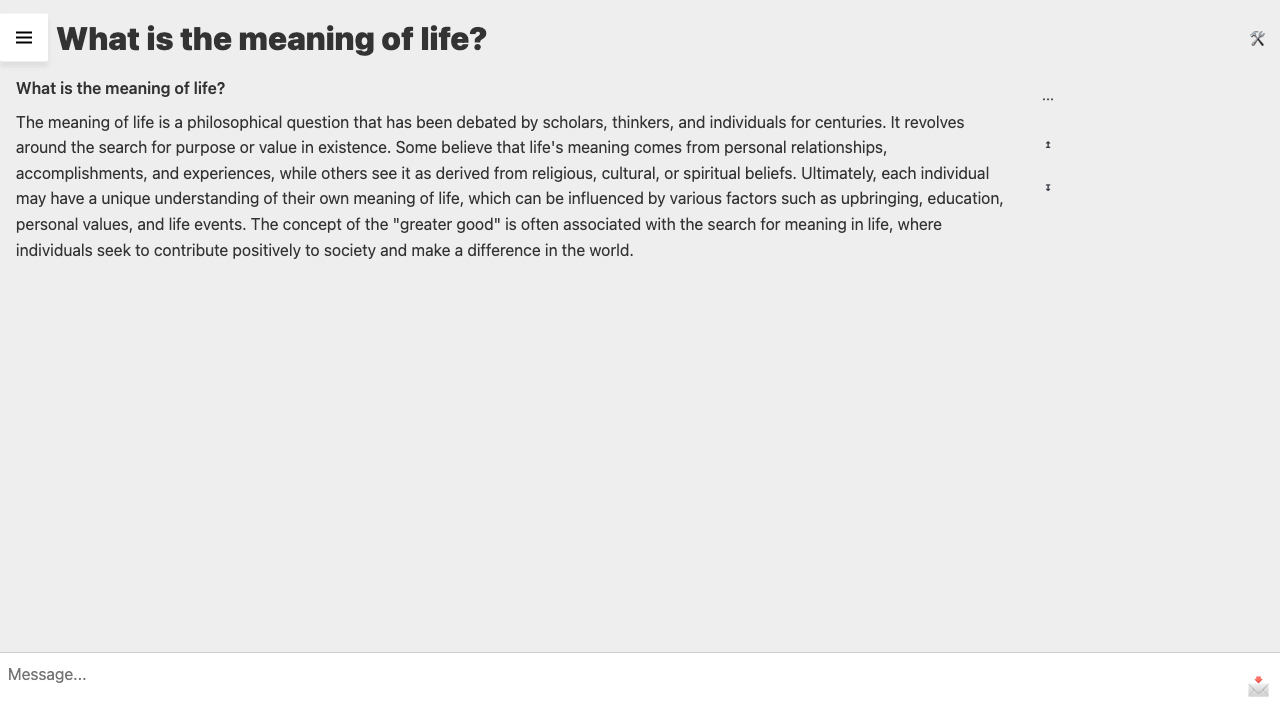 What is the meaning of life?
What is the meaning of life?
The meaning of life is a philosophical question that has been debated by scholars, thinkers, and individuals for centuries. It revolves
around the search for purpose or value in existence. Some believe that life's meaning comes from personal relationships,
accomplishments, and experiences, while others see it as derived from religious, cultural, or spiritual beliefs. Ultimately, each individual
may have a unique understanding of their own meaning of life, which can be influenced by various factors such as upbringing, education,
personal values, and life events. The concept of the "greater good" is often associated with the search for meaning in life, where
individuals seek to contribute positively to society and make a difference in the world.
...
Message...